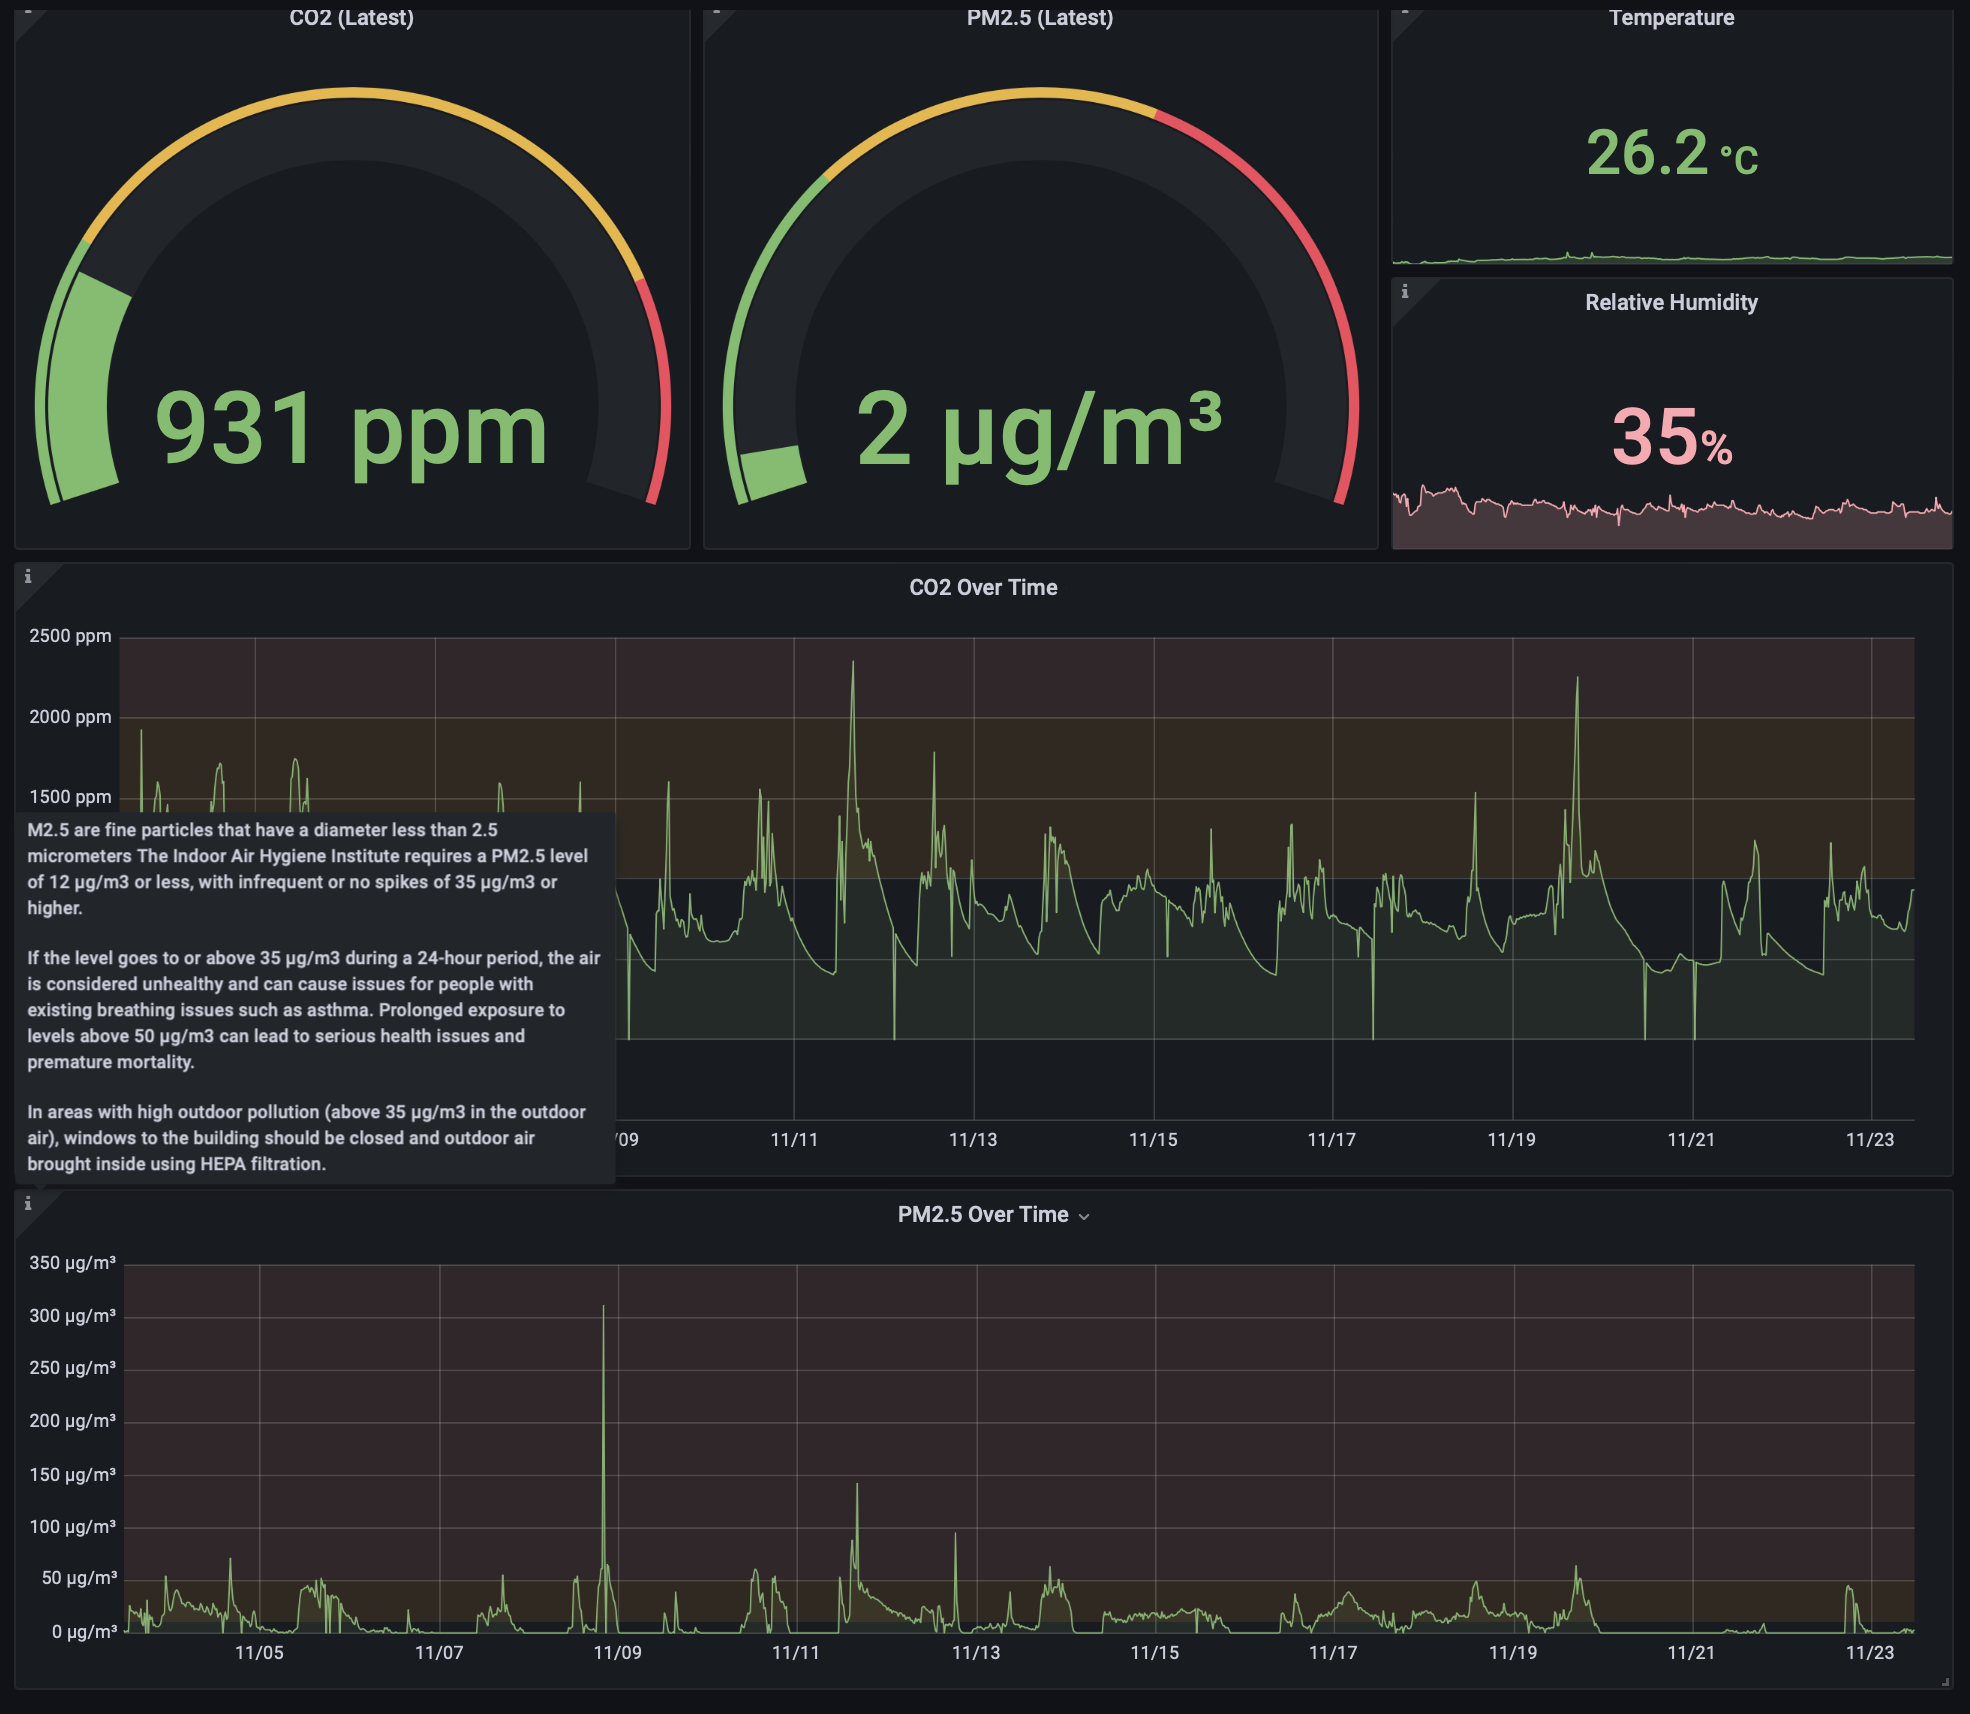 CO2 (Latest)
PM2.5 (Latest)
Temperature
931 ppm
2 µg/m³
26.2 °C
Relative Humidity
35%
CO2 Over Time
2500 ppm
2000 ppm
1500 ppm
M2.5 are fine particles that have a diameter less than 2.5
micrometers The Indoor Air Hygiene Institute requires a PM2.5 level
of 12 µg/m3 or less, with infrequent or no spikes of 35 µg/m3 or
higher.
If the level goes to or above 35 µg/m3 during a 24-hour period, the air
is considered unhealthy and can cause issues for people with
existing breathing issues such as asthma. Prolonged exposure to
levels above 50 µg/m3 can lead to serious health issues and
premature mortality.
In areas with high outdoor pollution (above 35 µg/m3 in the outdoor
air), windows to the building should be closed and outdoor air
brought inside using HEPA filtration.
/09 11/11 11/13 11/15 11/17 11/19 11/21 11/23
PM2.5 Over Time
350 µg/m³
300 µg/m³
250 µg/m³
200 µg/m³
150 µg/m³
100 µg/m³
50 µg/m³
0 µg/m³
11/05 11/07 11/09 11/11 11/13 11/15 11/17 11/19 11/21 11/23